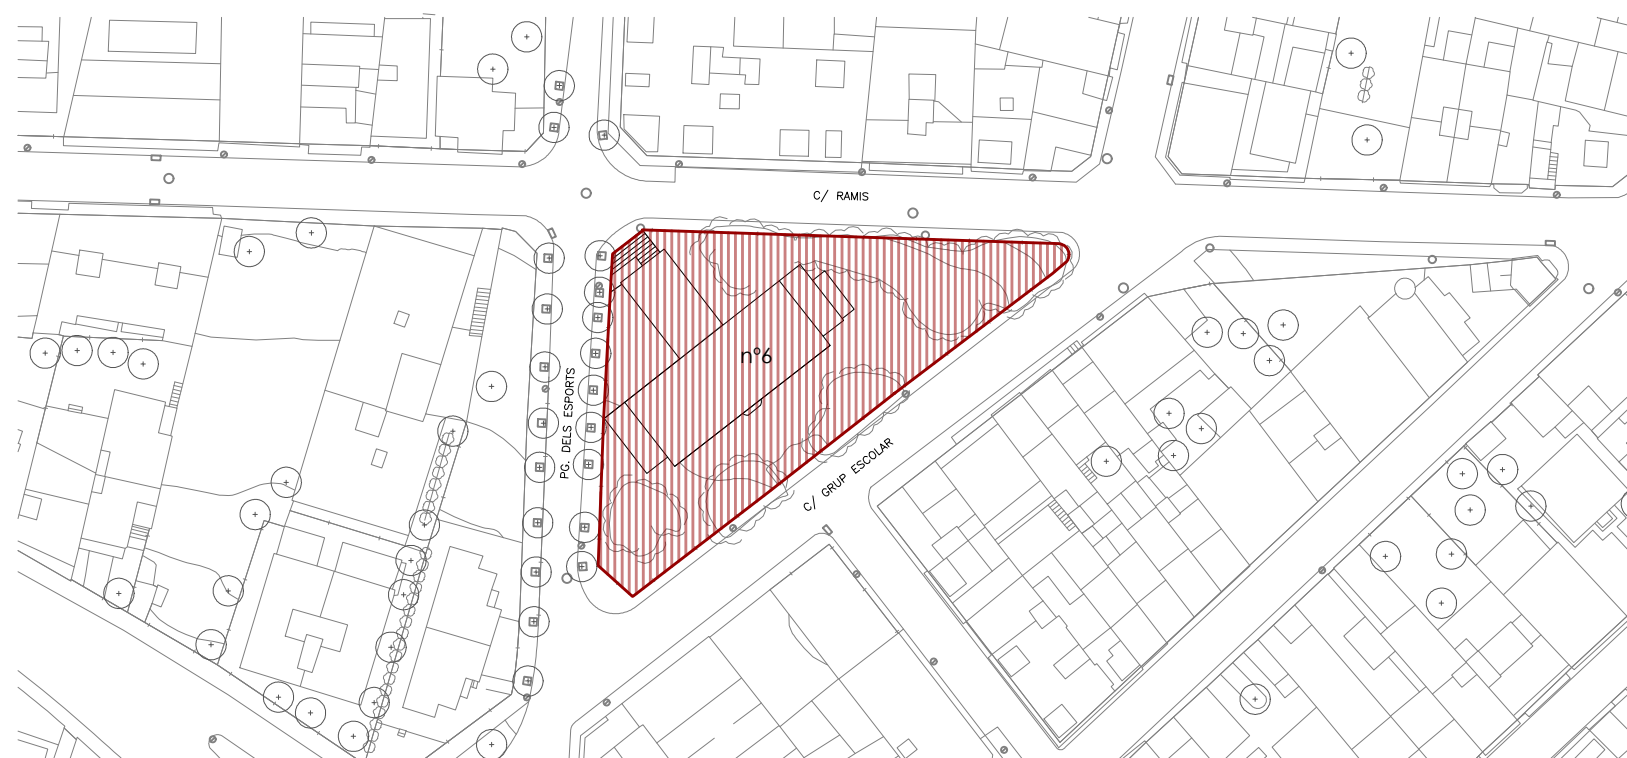 C/ RAMIS
nº6
PG. DELS ESPORTS
C/ GRUP ESCOLAR